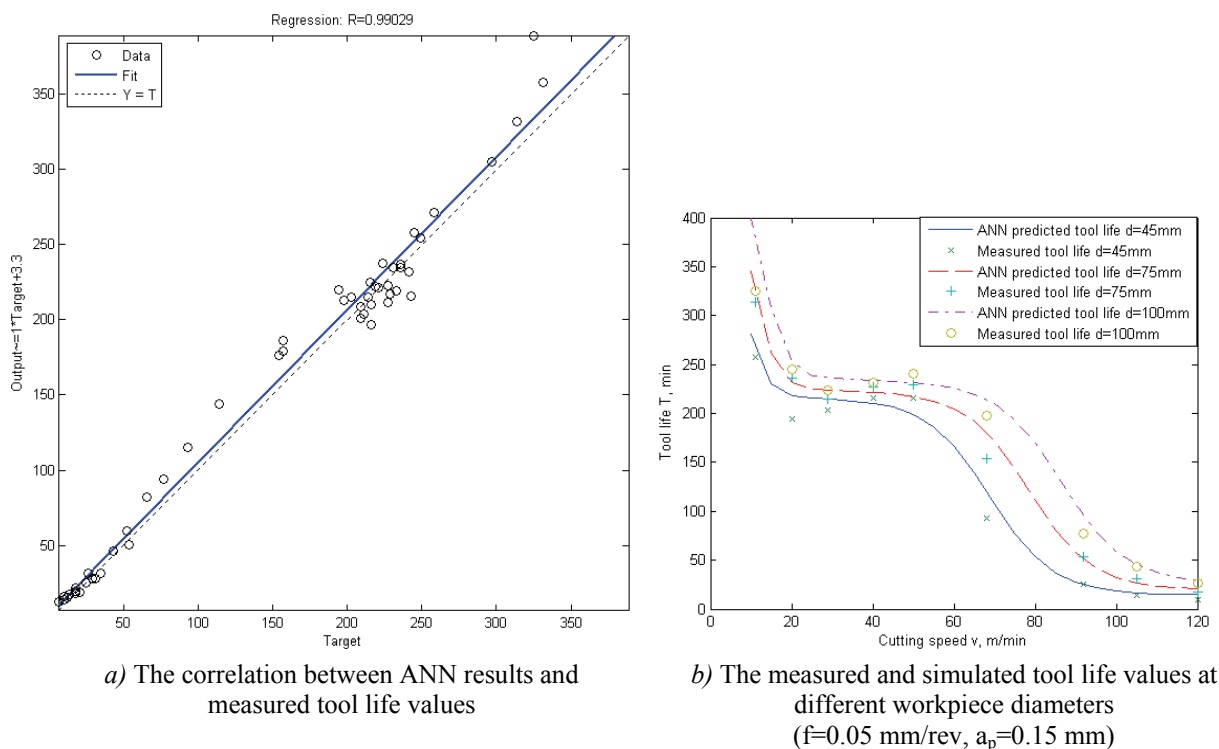 Regression: R=0.99029
Data
Fit
Y = T
Output~=1*Target+3.3
350
300
250
200
150
100
50
50 100 150 200 250 300 350
Target
a) The correlation between ANN results and
measured tool life values
ANN predicted tool life d=45mm
Measured tool life d=45mm
ANN predicted tool life d=75mm
Measured tool life d=75mm
ANN predicted tool life d=100mm
Measured tool life d=100mm
Tool life T, min
400
350
300
250
200
150
100
50
0
0 20 40 60 80 100 120
Cutting speed v, m/min
b) The measured and simulated tool life values at
different workpiece diameters
(f=0.05 mm/rev, ap=0.15 mm)